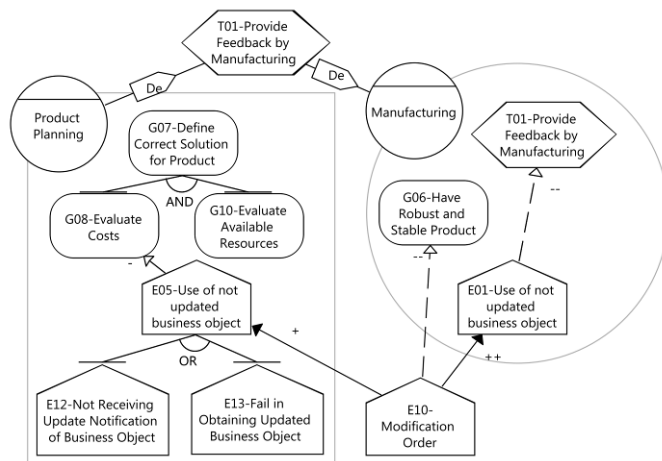 T01-Provide
Feedback by
Manufacturing
De
De
Product
Planning
Manufacturing
G07-Define
Correct Solution
for Product
T01-Provide
Feedback by
Manufacturing
AND
G08-Evaluate
Costs
G10-Evaluate
Available
Resources
G06-Have
Robust and
Stable Product
--
-
--
E05-Use of not
updated
business object
E01-Use of not
updated
business object
+
++
OR
E12-Not Receiving
Update Notification
of Business Object
E13-Fail in
Obtaining Updated
Business Object
E10-
Modification
Order